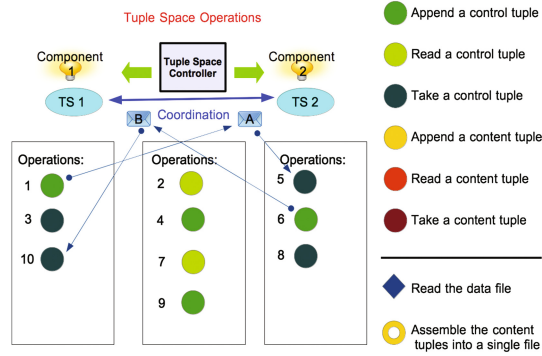 Tuple Space Operations
Component
1
Tuple Space
Controller
Component
2
TS 1
TS 2
B
Coordination
A
Operations:
1
3
10
Operations:
2
4
7
9
Operations:
5
6
8
Append a control tuple
Read a control tuple
Take a control tuple
Append a content tuple
Read a content tuple
Take a content tuple
Read the data file
Assemble the content
tuples into a single file